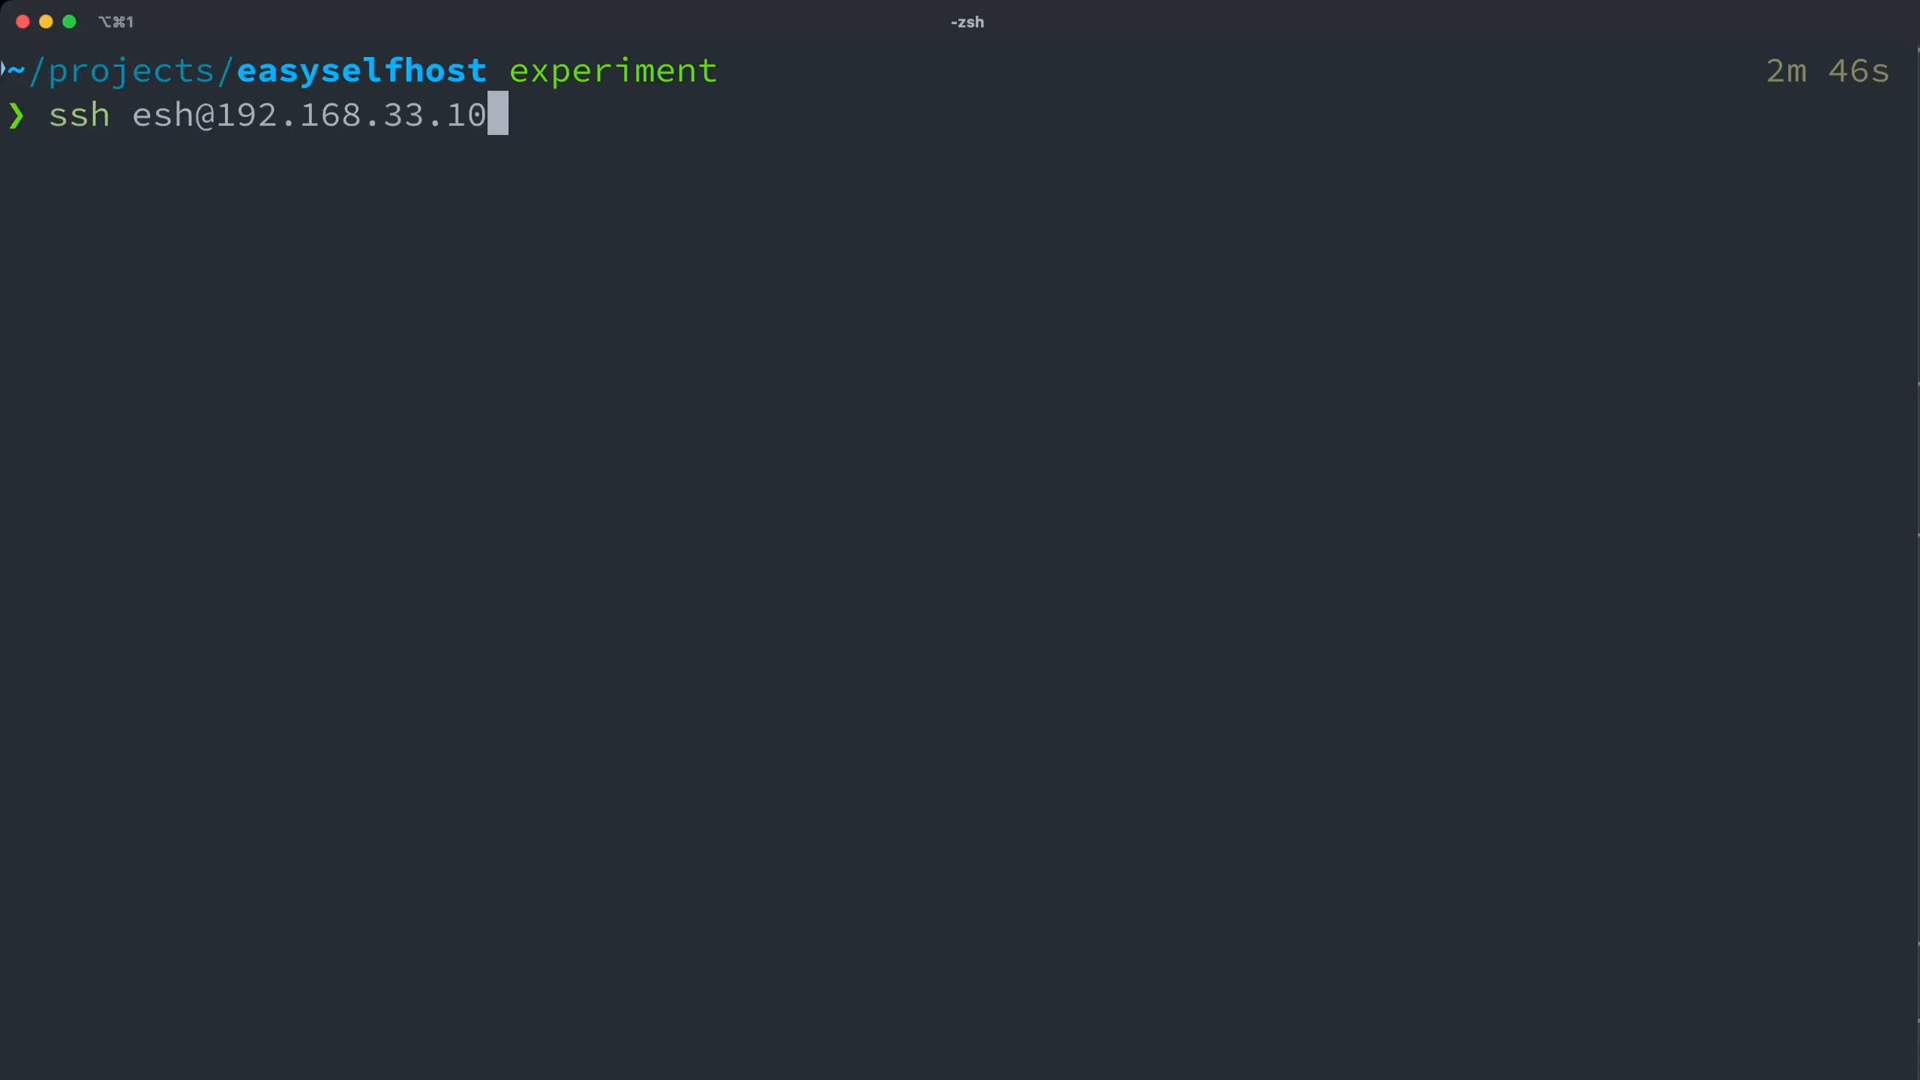 ⌥⌘1 -zsh
~/projects/easyselfhost experiment 2m 46s
❯ ssh esh@192.168.33.10